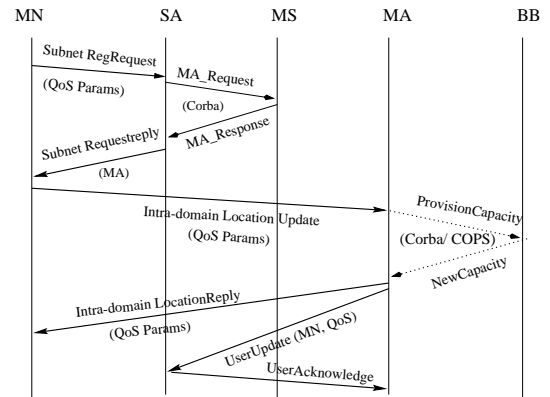 MN SA MS MA BB
Subnet RegRequest
(QoS Params)
MA_Request
(Corba)
MA_Response
Subnet Requestreply
(MA)
Intra-domain Location Update
(QoS Params)
ProvisionCapacity
(Corba/ COPS)
NewCapacity
Intra-domain LocationReply
(QoS Params)
UserUpdate (MN, QoS)
UserAcknowledge